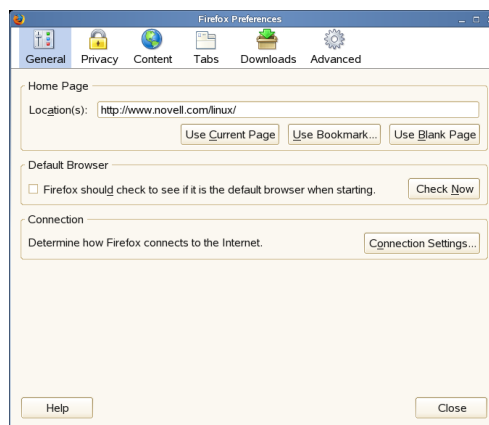 Firefox Preferences
General Privacy Content Tabs Downloads Advanced
Home Page
Location(s): http://www.novell.com/linux/
Use Current Page Use Bookmark... Use Blank Page
Default Browser
Firefox should check to see if it is the default browser when starting. Check Now
Connection
Determine how Firefox connects to the Internet. Connection Settings...
Help Close